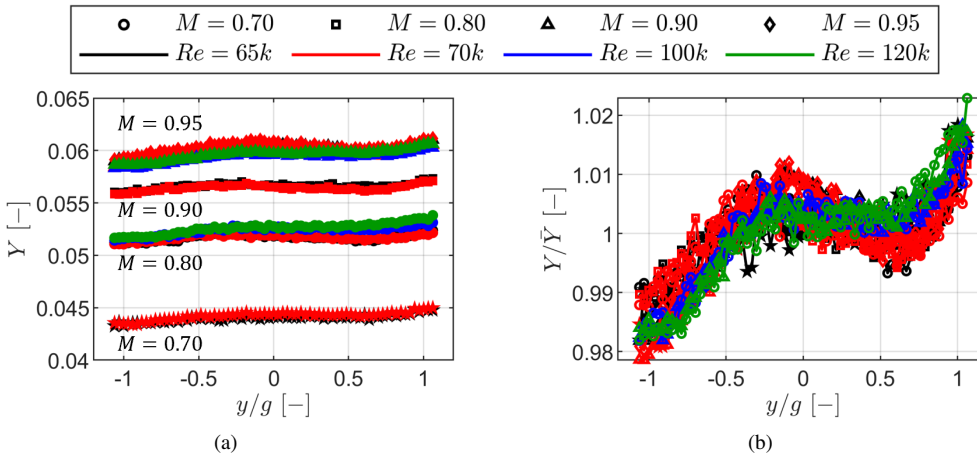 M = 0.70 M = 0.80 M = 0.90 M = 0.95
Re = 65k Re = 70k Re = 100k Re = 120k
0.065
0.06
0.055
0.05
0.045
0.04
Y [−]
M = 0.95
M = 0.90
M = 0.80
M = 0.70
-1 -0.5 0 0.5 1
y/g [−]
(a)
1.02
1.01
1
0.99
0.98
Y/Ȳ [−]
-1 -0.5 0 0.5 1
y/g [−]
(b)